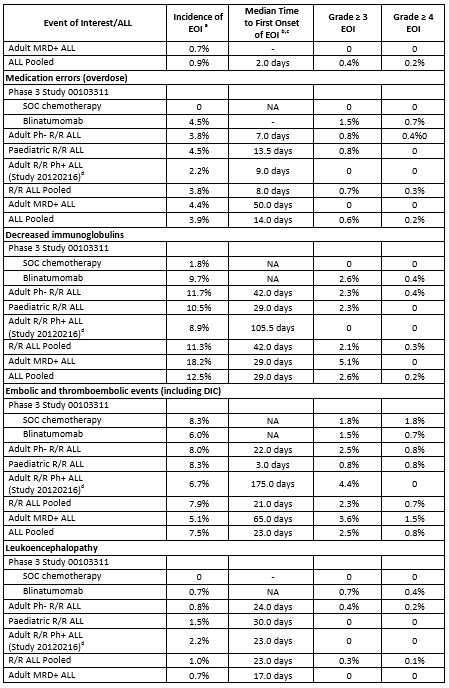 Event of Interest/ALL Incidence of EOI a Median Time to First Onset of EOI b,c Grade ≥ 3 EOI Grade ≥ 4 EOI
Adult MRD+ ALL 0.7% - 0 0
ALL Pooled 0.9% 2.0 days 0.4% 0.2%
Medication errors (overdose)
Phase 3 Study 00103311
SOC chemotherapy 0 NA 0 0
Blinatumomab 4.5% - 1.5% 0.7%
Adult Ph- R/R ALL 3.8% 7.0 days 0.8% 0.4%0
Paediatric R/R ALL 4.5% 13.5 days 0.8% 0
Adult R/R Ph+ ALL
(Study 20120216)d 2.2% 9.0 days 0 0
R/R ALL Pooled 3.8% 8.0 days 0.7% 0.3%
Adult MRD+ ALL 4.4% 50.0 days 0 0
ALL Pooled 3.9% 14.0 days 0.6% 0.2%
Decreased immunoglobulins
Phase 3 Study 00103311
SOC chemotherapy 1.8% NA 0 0
Blinatumomab 9.7% NA 2.6% 0.4%
Adult Ph- R/R ALL 11.7% 42.0 days 2.3% 0.4%
Paediatric R/R ALL 10.5% 29.0 days 2.3% 0
Adult R/R Ph+ ALL
(Study 20120216)d 8.9% 105.5 days 0 0
R/R ALL Pooled 11.3% 42.0 days 2.1% 0.3%
Adult MRD+ ALL 18.2% 29.0 days 5.1% 0
ALL Pooled 12.5% 29.0 days 2.6% 0.2%
Embolic and thromboembolic events (including DIC)
Phase 3 Study 00103311
SOC chemotherapy 8.3% NA 1.8% 1.8%
Blinatumomab 6.0% NA 1.5% 0.7%
Adult Ph- R/R ALL 8.0% 22.0 days 2.5% 0.8%
Paediatric R/R ALL 8.3% 3.0 days 0.8% 0.8%
Adult R/R Ph+ ALL
(Study 20120216)d 6.7% 175.0 days 4.4% 0
R/R ALL Pooled 7.9% 21.0 days 2.3% 0.7%
Adult MRD+ ALL 5.1% 65.0 days 3.6% 1.5%
ALL Pooled 7.5% 23.0 days 2.5% 0.8%
Leukoencephalopathy
Phase 3 Study 00103311
SOC chemotherapy 0 - 0 0
Blinatumomab 0.7% NA 0.7% 0.4%
Adult Ph- R/R ALL 0.8% 24.0 days 0.4% 0.2%
Paediatric R/R ALL 1.5% 30.0 days 0 0
Adult R/R Ph+ ALL
(Study 20120216)d 2.2% 23.0 days 0 0
R/R ALL Pooled 1.0% 23.0 days 0.3% 0.1%
Adult MRD+ ALL 0.7% 17.0 days 0 0